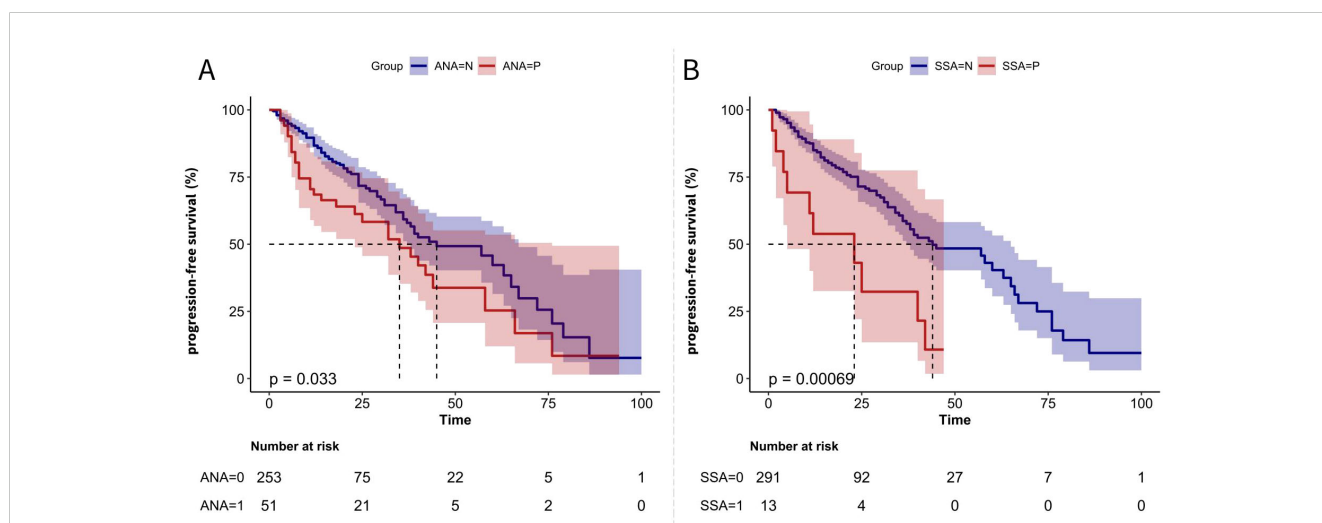 A
Group ANA=N ANA=P
progression-free survival (%)
100
75
50
25
0
p = 0.033
0 25 50 75 100
Time
Number at risk
ANA=0 253 75 22 5 1
ANA=1 51 21 5 2 0
B
Group SSA=N SSA=P
progression-free survival (%)
100
75
50
25
0
p = 0.00069
0 25 50 75 100
Time
Number at risk
SSA=0 291 92 27 7 1
SSA=1 13 4 0 0 0